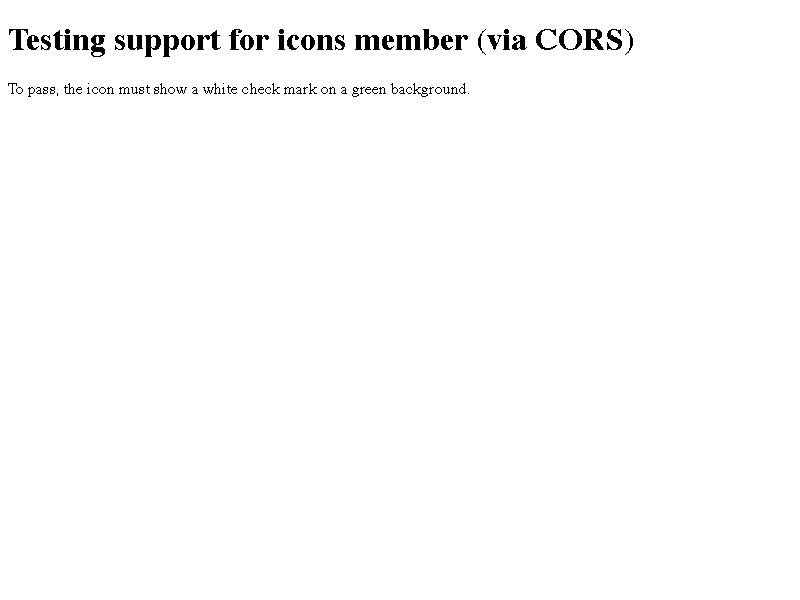 Testing support for icons member (via CORS)
To pass, the icon must show a white check mark on a green background.